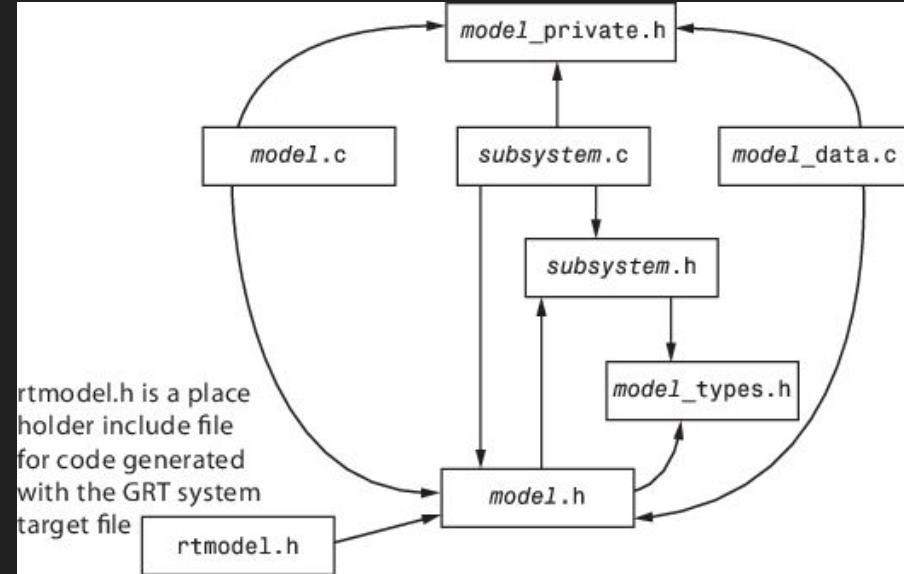 model_private.h
model.c
subsystem.c
model_data.c
subsystem.h
model_types.h
rtmodel.h is a place
holder include file
for code generated
with the GRT system
target file
model.h
rtmodel.h